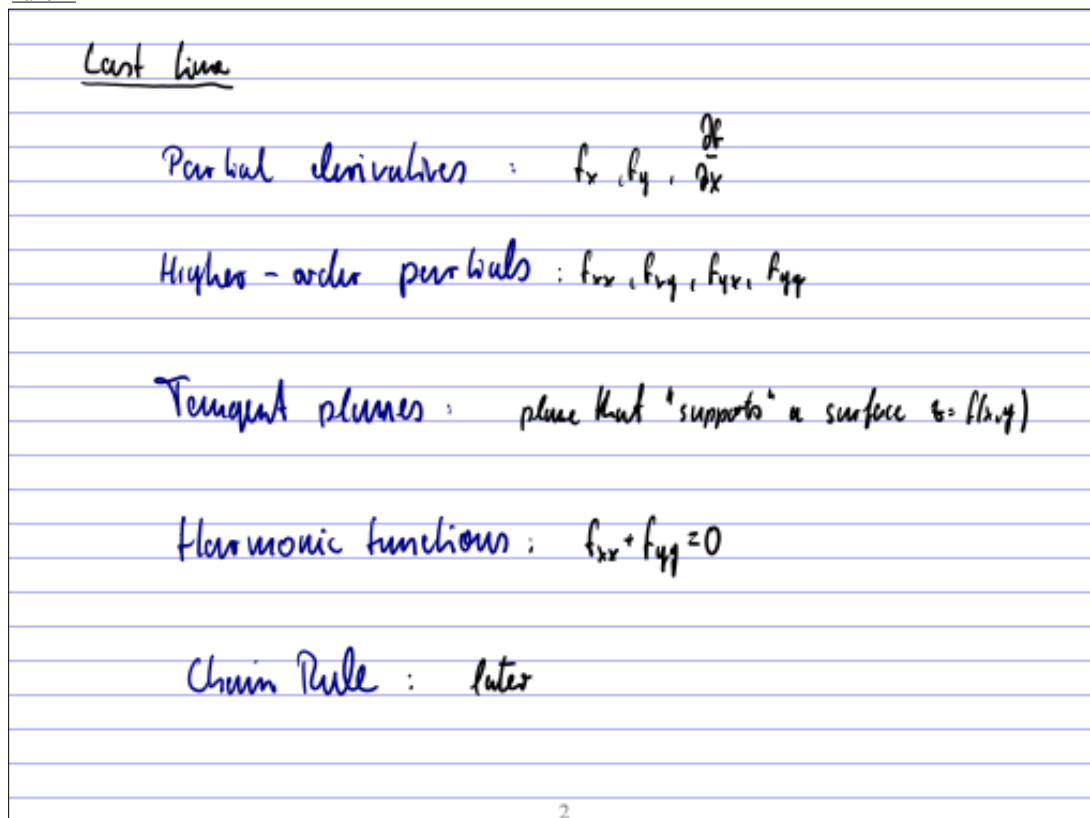 Last time
Partial derivatives : fx , fy , ∂f/∂x
Higher-order partials : fxx , fxy , fyx , fyy
Tangent planes : plane that "supports" a surface z = f(x,y)
Harmonic functions : fxx + fyy = 0
Chain Rule : later
2